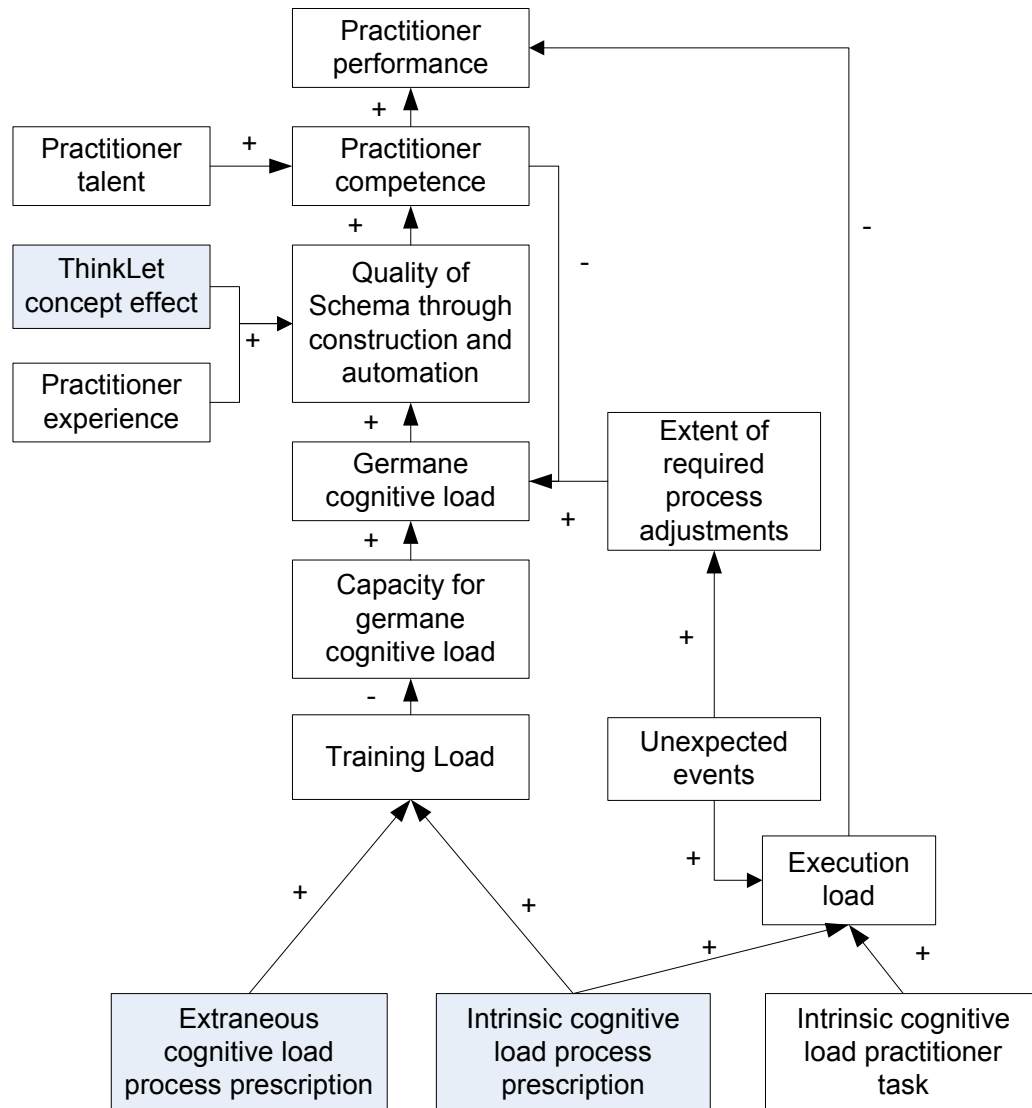 Practitioner
performance
+
Practitioner
talent
+
Practitioner
competence
+
-
-
ThinkLet
concept effect
+
Quality of
Schema through
construction and
automation
Practitioner
experience
+
Germane
cognitive load
+
Extent of
required
process
adjustments
+
Capacity for
germane
cognitive load
+
-
Training Load
Unexpected
events
+
Execution
load
+
+
+
+
Extraneous
cognitive load
process prescription
Intrinsic cognitive
load process
prescription
Intrinsic cognitive
load practitioner
task